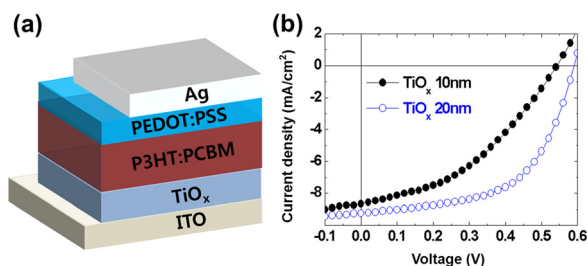 (a)
Ag
PEDOT:PSS
P3HT:PCBM
TiOx
ITO
(b)
Current density (mA/cm²)
2
0
-2
-4
-6
-8
TiOx 10nm
TiOx 20nm
-0.1 0.0 0.1 0.2 0.3 0.4 0.5 0.6
Voltage (V)